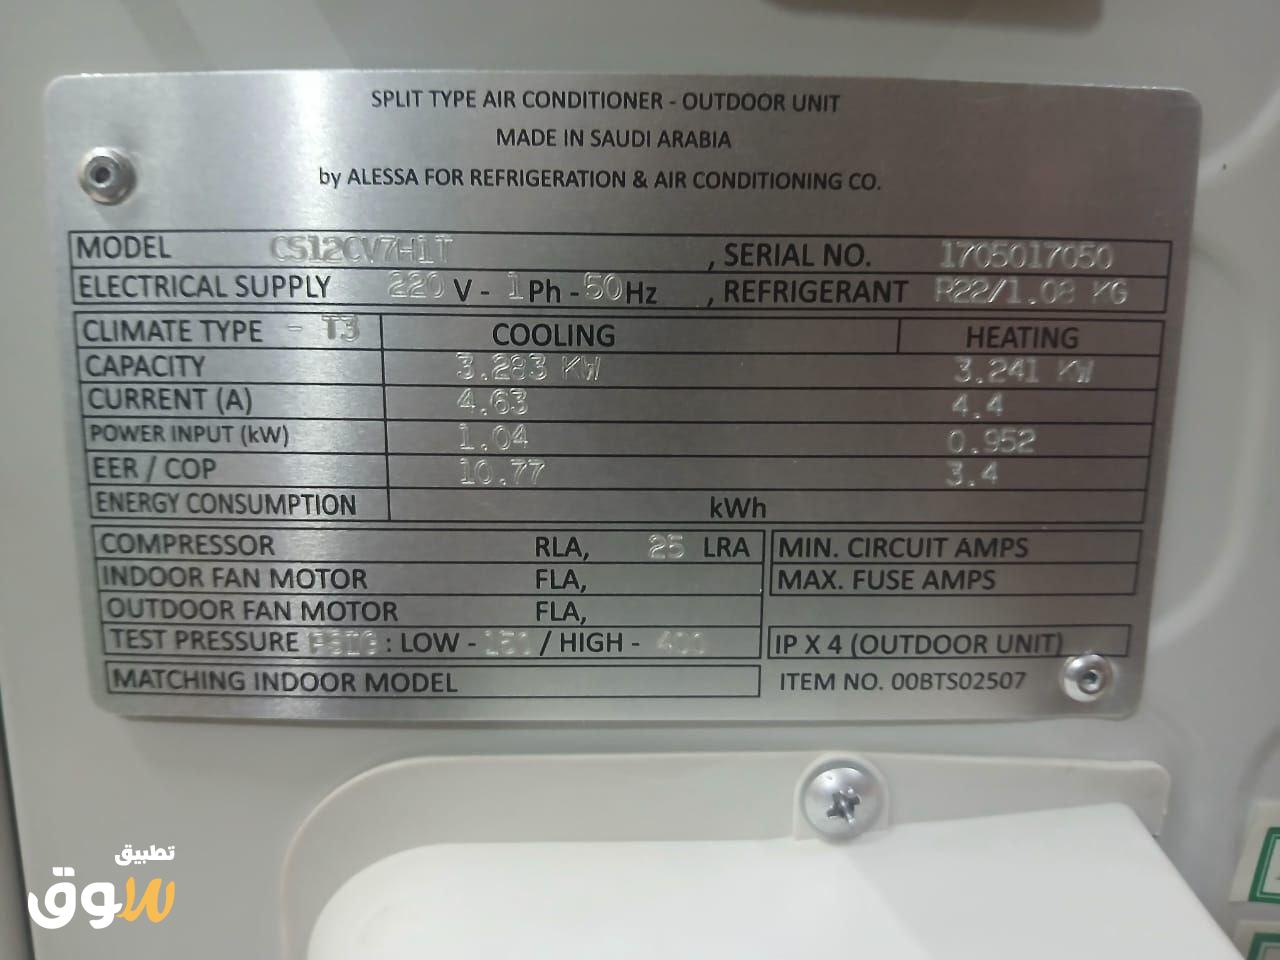 SPLIT TYPE AIR CONDITIONER - OUTDOOR UNIT
MADE IN SAUDI ARABIA
by ALESSA FOR REFRIGERATION & AIR CONDITIONING CO.
MODEL CS12CV7H1T , SERIAL NO. 1705017050
ELECTRICAL SUPPLY 220 V - 1 Ph - 50 Hz , REFRIGERANT R22/1.08 KG
CLIMATE TYPE - T3 COOLING HEATING
CAPACITY 3.283 KW 3.241 KW
CURRENT (A) 4.63 4.4
POWER INPUT (kW) 1.04 0.952
EER / COP 10.77 3.4
ENERGY CONSUMPTION kWh
COMPRESSOR RLA, 25 LRA MIN. CIRCUIT AMPS
INDOOR FAN MOTOR FLA, MAX. FUSE AMPS
OUTDOOR FAN MOTOR FLA,
TEST PRESSURE PSIG : LOW - 150 / HIGH - 400 IP X 4 (OUTDOOR UNIT)
MATCHING INDOOR MODEL ITEM NO. 00BTS02507
تطبيق
سوق